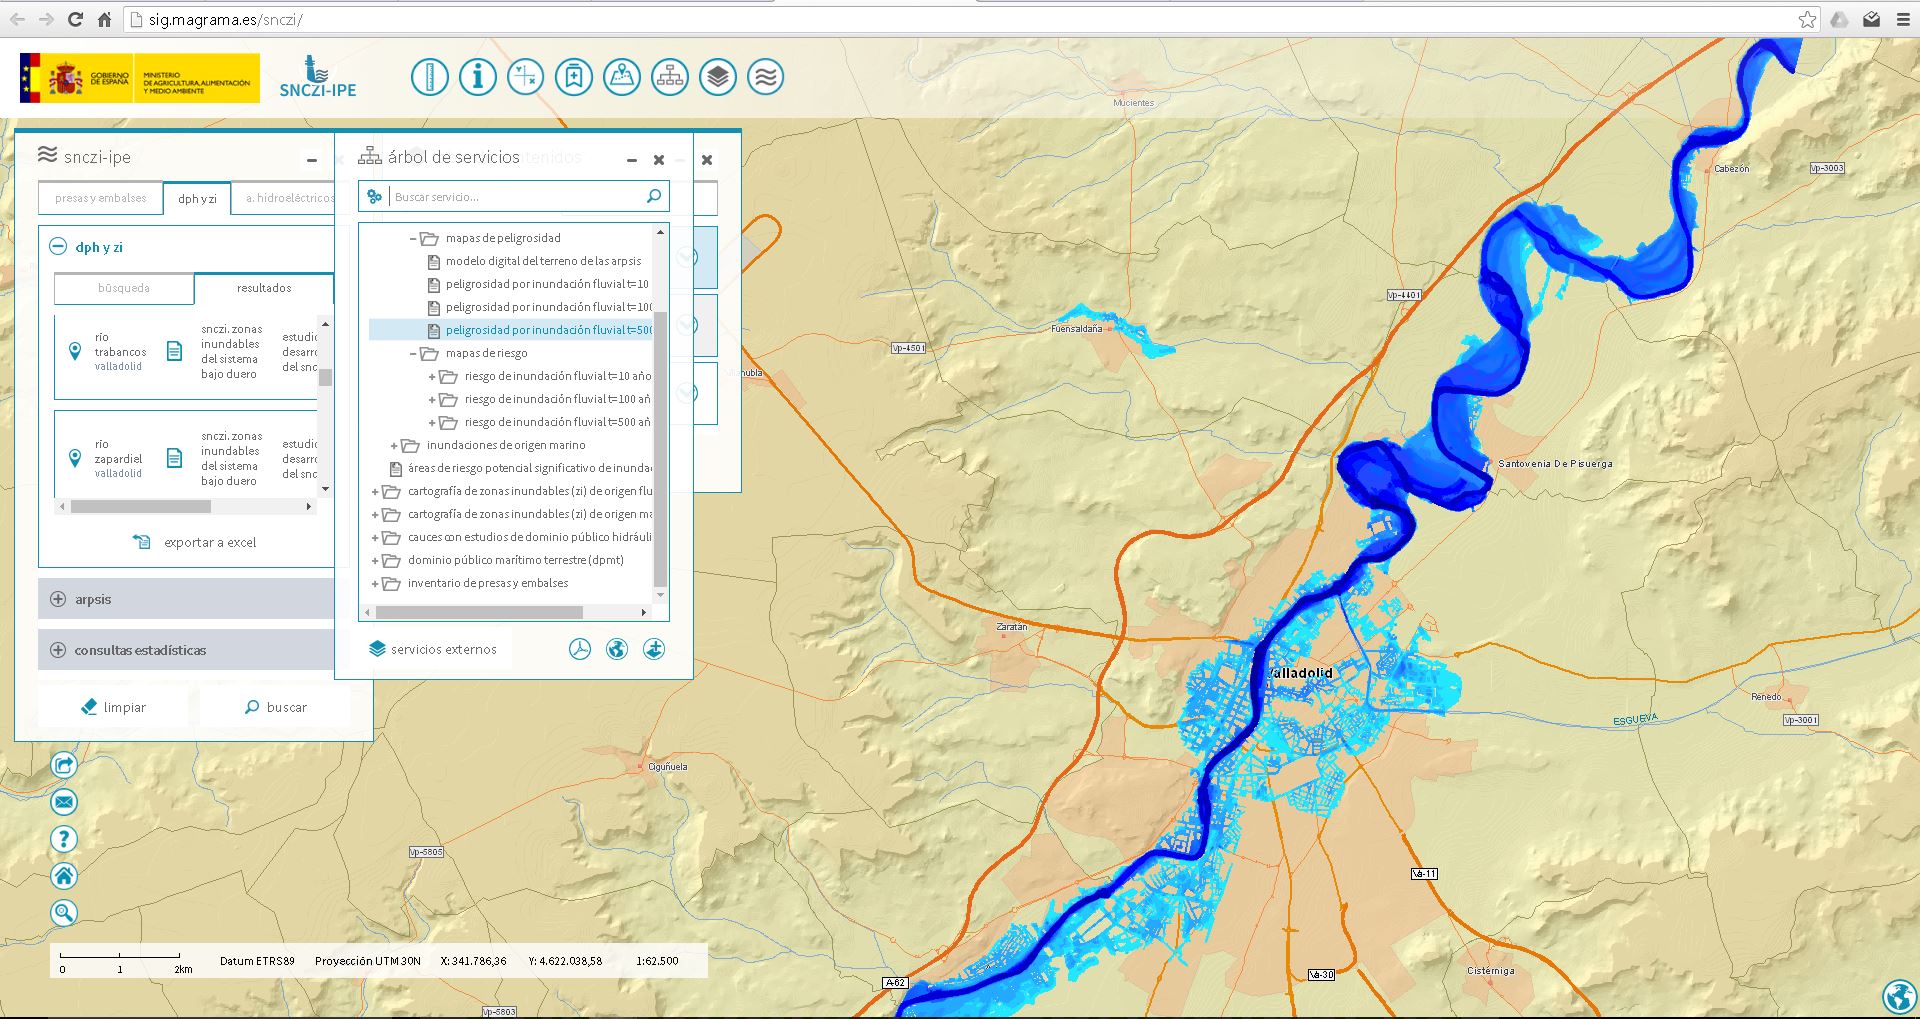 sig.magrama.es/snczi/
GOBIERNO
DE ESPAÑA
MINISTERIO
DE AGRICULTURA, ALIMENTACIÓN
Y MEDIO AMBIENTE
SNCZI-IPE
snczi-ipe
presas y embalses
dph y zi
a. hidroeléctricos
dph y zi
búsqueda
resultados
río
trabancos
valladolid
snczi. zonas
inundables
del sistema
bajo duero
río
zapardiel
valladolid
snczi. zonas
inundables
del sistema
bajo duero
exportar a excel
arpsis
consultas estadísticas
limpiar
buscar
árbol de servicios
Buscar servicio...
mapas de peligrosidad
modelo digital del terreno de las arpsis
peligrosidad por inundación fluvial t=10
peligrosidad por inundación fluvial t=100
peligrosidad por inundación fluvial t=500
mapas de riesgo
riesgo de inundación fluvial t=10 año
riesgo de inundación fluvial t=100 añ
riesgo de inundación fluvial t=500 añ
inundaciones de origen marino
áreas de riesgo potencial significativo de inunda
cartografía de zonas inundables (zi) de origen flu
cartografía de zonas inundables (zi) de origen ma
cauces con estudios de dominio público hidráuli
dominio público marítimo terrestre (dpmt)
inventario de presas y embalses
servicios externos
Mucientes
Cabezón
Vp-3003
Vp-4401
Fuensaldaña
Vp-4501
Santovenia De Pisuerga
Zaratán
Valladolid
Renedo
ESGUEVA
Vp-3001
Ciguñuela
Vp-5805
VA-11
Cistérniga
VA-30
A-62
Vp-5803
0 1 2km
Datum ETRS89 Proyección UTM 30N X: 341.786,36 Y: 4.622.038,58 1:62.500